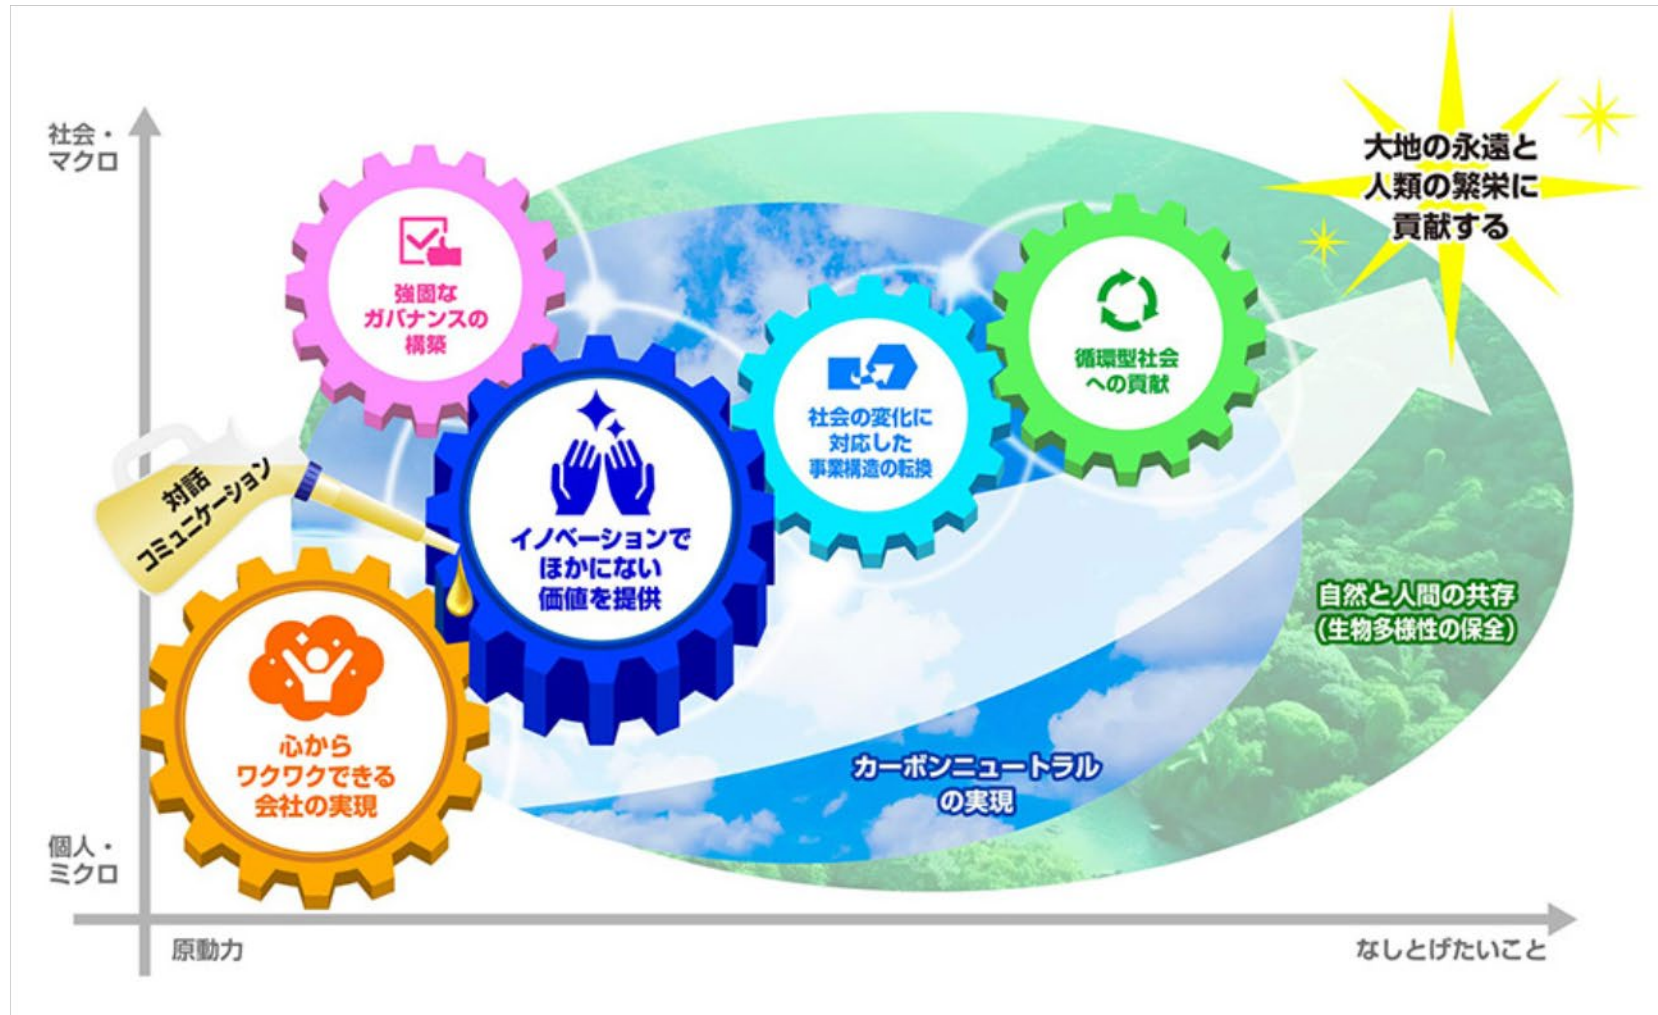 社会・
マクロ
大地の永遠と
人類の繁栄に
貢献する
強固な
ガバナンスの
構築
循環型社会
への貢献
社会の変化に
対応した
事業構造の転換
対話
コミュニケーション
イノベーションで
ほかにない
価値を提供
自然と人間の共存
(生物多様性の保全)
心から
ワクワクできる
会社の実現
カーボンニュートラル
の実現
個人・
ミクロ
原動力
なしとげたいこと